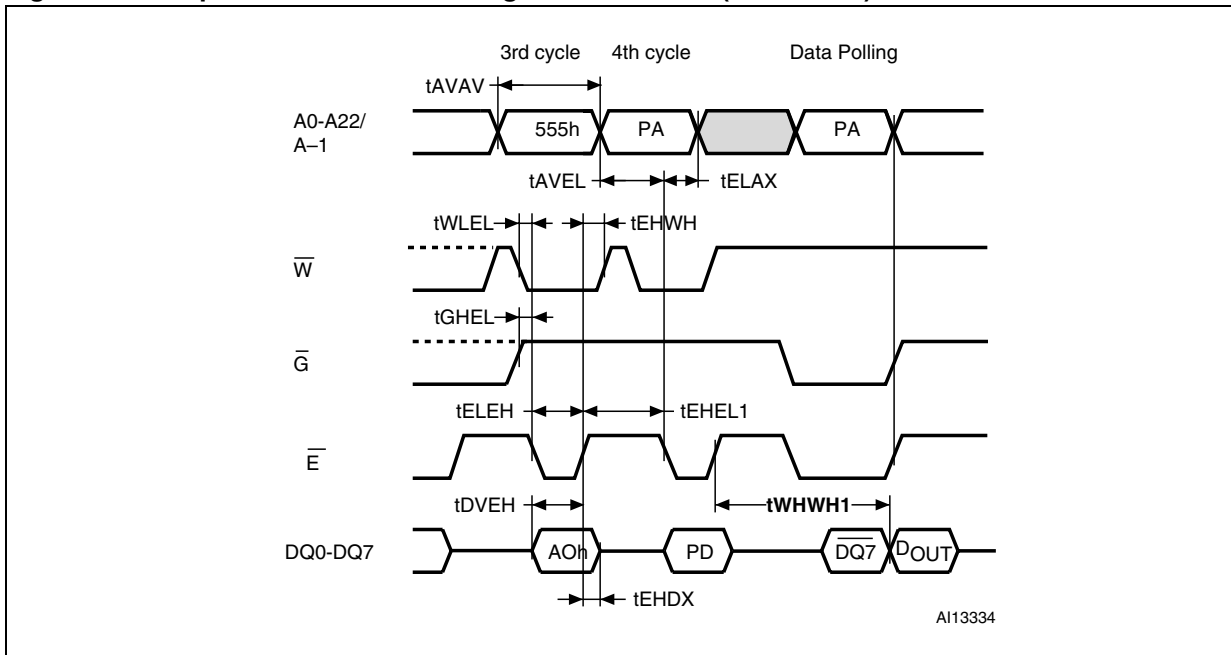 3rd cycle 4th cycle Data Polling
tAVAV
A0-A22/
A–1
555h PA PA
tAVEL tELAX
tWLEL tEHWH
W
tGHEL
G
tELEH tEHEL1
E
tDVEH tWHWH1
DQ0-DQ7 AOh PD DQ7 DOUT
tEHDX
AI13334